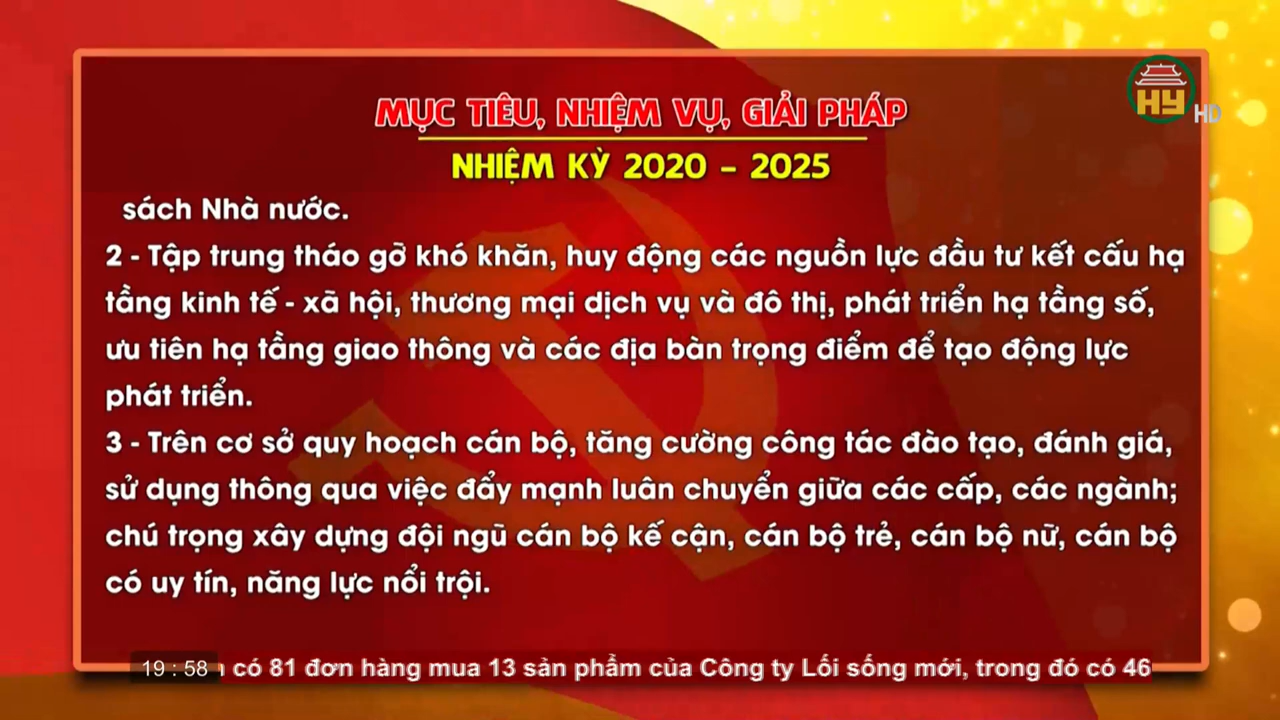 MỤC TIÊU, NHIỆM VỤ, GIẢI PHÁP
HY HD
NHIỆM KỲ 2020 - 2025
sách Nhà nước.
2 - Tập trung tháo gỡ khó khăn, huy động các nguồn lực đầu tư kết cấu hạ
tầng kinh tế - xã hội, thương mại dịch vụ và đô thị, phát triển hạ tầng số,
ưu tiên hạ tầng giao thông và các địa bàn trọng điểm để tạo động lực
phát triển.
3 - Trên cơ sở quy hoạch cán bộ, tăng cường công tác đào tạo, đánh giá,
sử dụng thông qua việc đẩy mạnh luân chuyển giữa các cấp, các ngành;
chú trọng xây dựng đội ngũ cán bộ kế cận, cán bộ trẻ, cán bộ nữ, cán bộ
có uy tín, năng lực nổi trội.
19 : 58 có 81 đơn hàng mua 13 sản phẩm của Công ty Lối sống mới, trong đó có 46